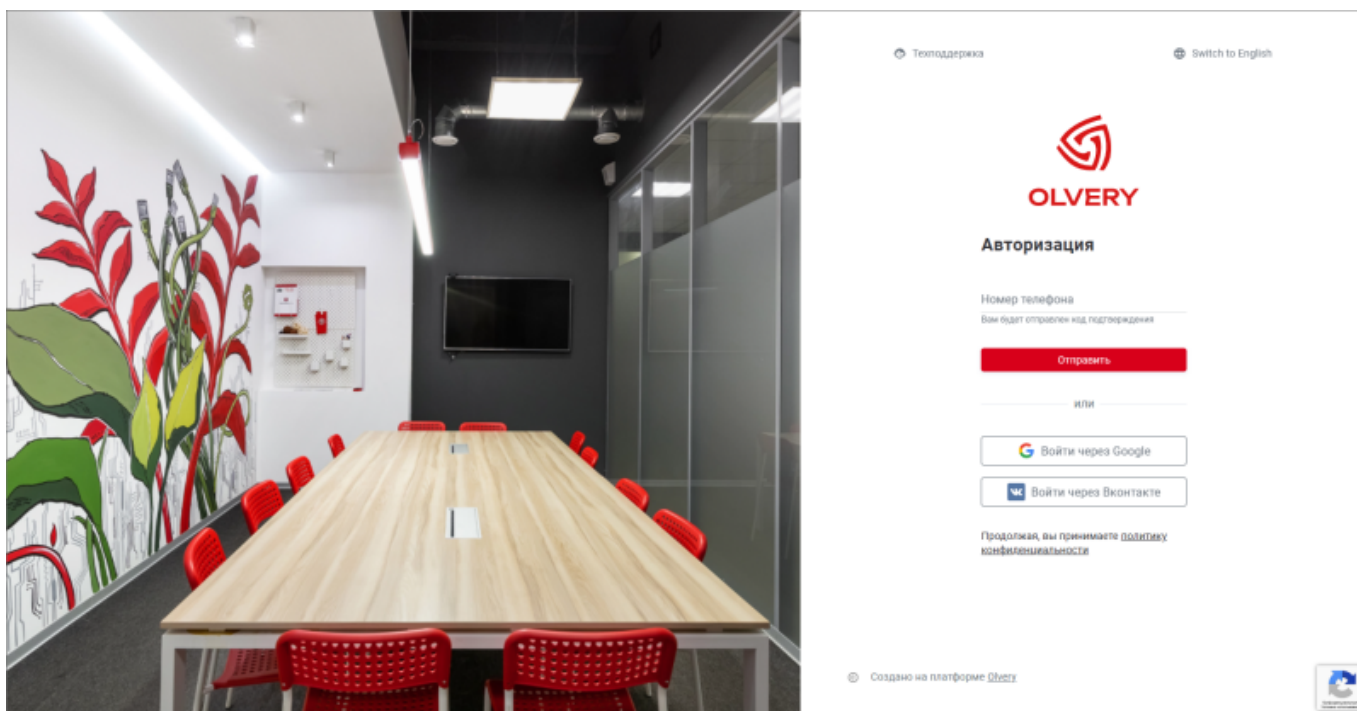 Техподдержка
Switch to English
OLVERY
Авторизация
Номер телефона
Вам будет отправлен код подтверждения
Отправить
или
Войти через Google
Войти через Вконтакте
Продолжая, вы принимаете политику
конфиденциальности
© Создано на платформе Olvery